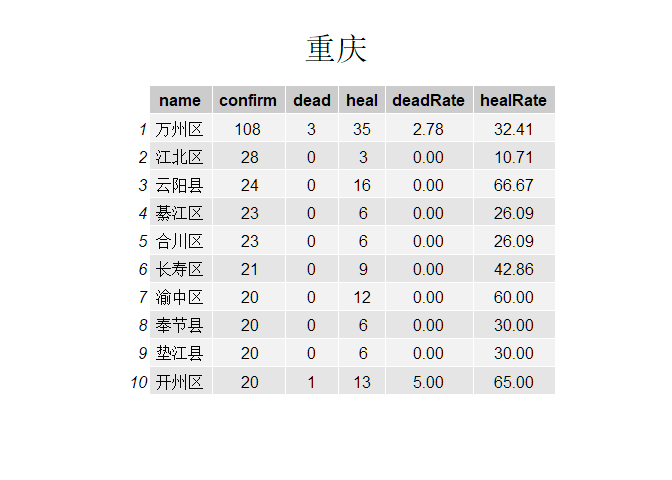 重庆
name confirm dead heal deadRate healRate
1 万州区 108 3 35 2.78 32.41
2 江北区 28 0 3 0.00 10.71
3 云阳县 24 0 16 0.00 66.67
4 綦江区 23 0 6 0.00 26.09
5 合川区 23 0 6 0.00 26.09
6 长寿区 21 0 9 0.00 42.86
7 渝中区 20 0 12 0.00 60.00
8 奉节县 20 0 6 0.00 30.00
9 垫江县 20 0 6 0.00 30.00
10 开州区 20 1 13 5.00 65.00